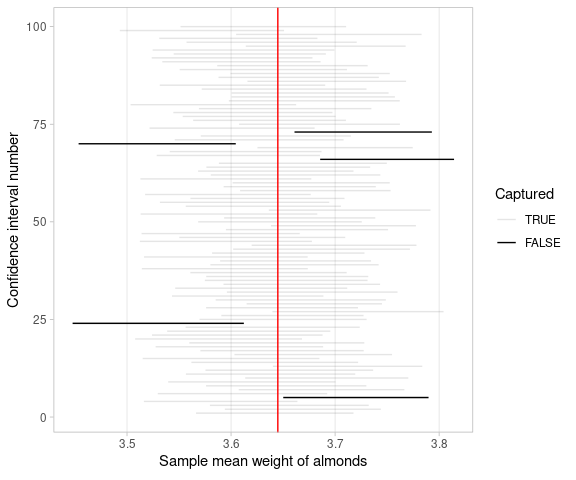 100
75
50
25
0
Confidence interval number
3.5 3.6 3.7 3.8
Sample mean weight of almonds
Captured
TRUE
FALSE